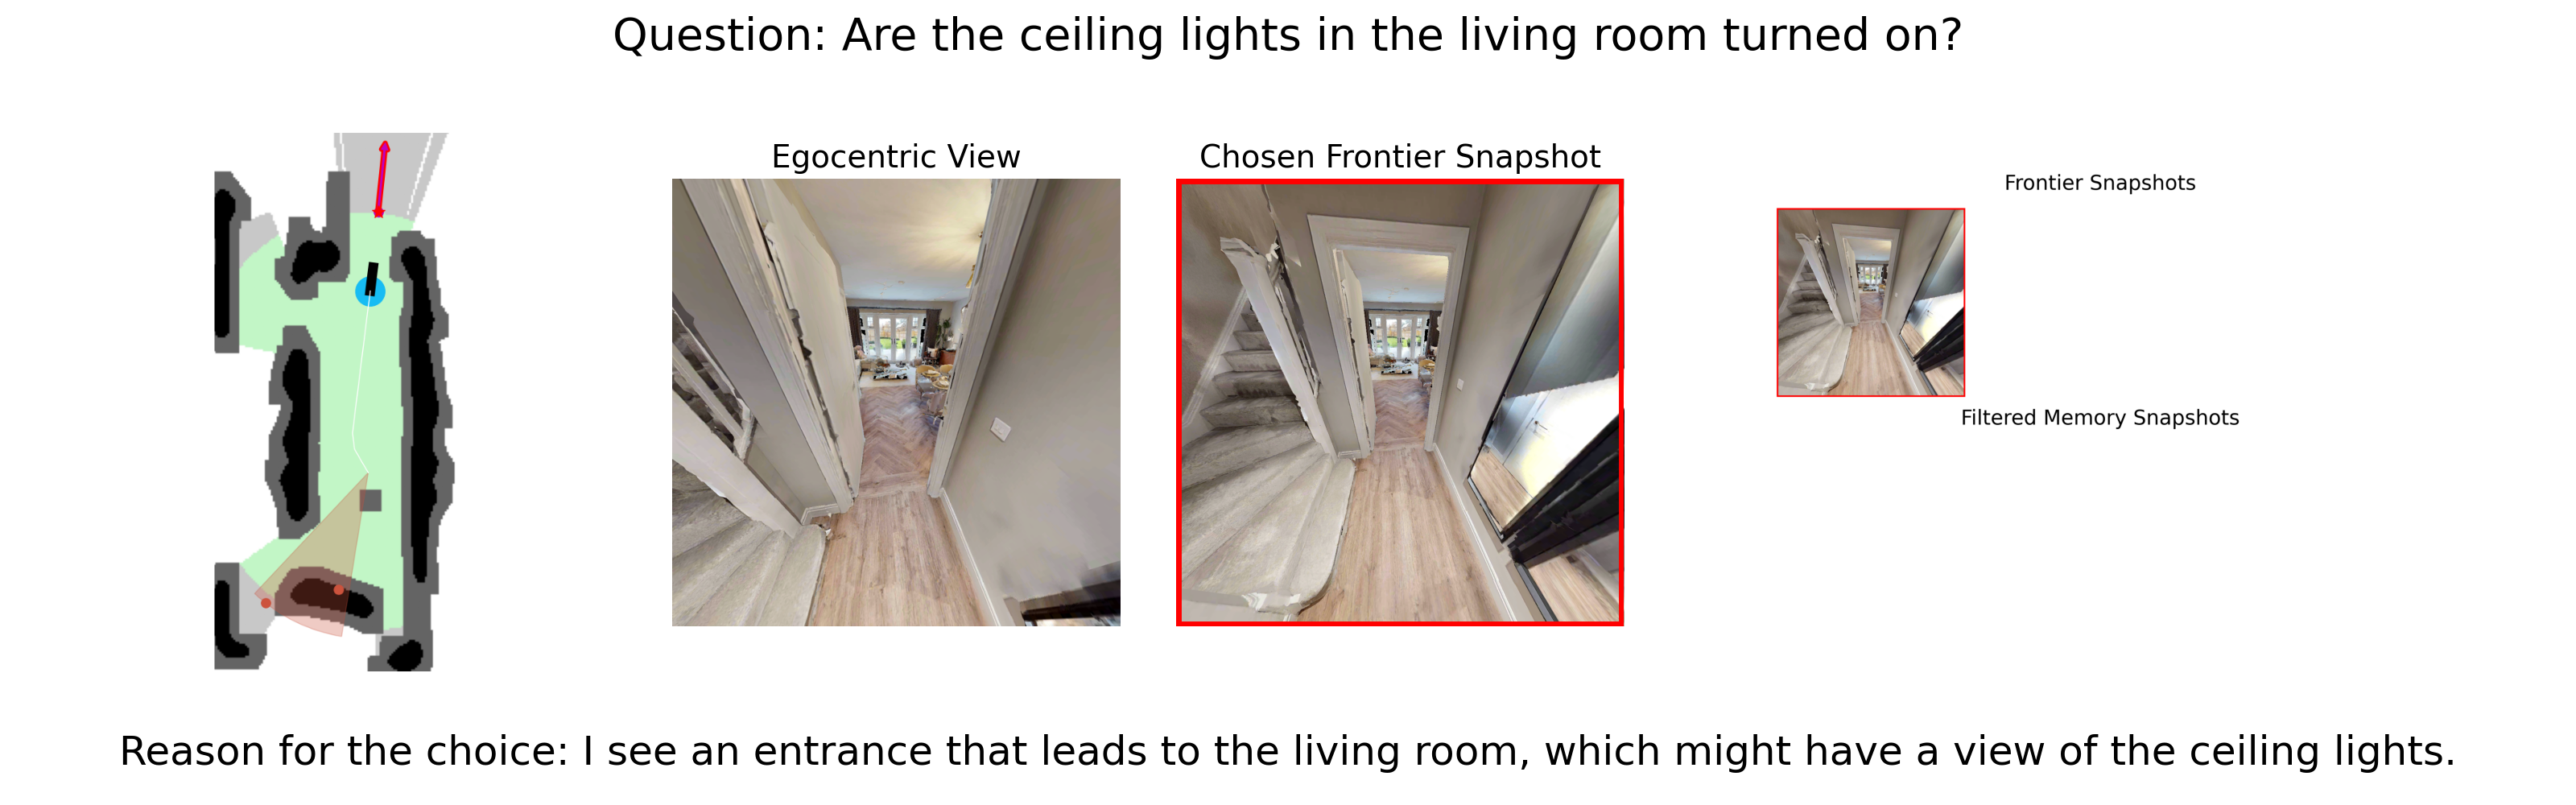 Question: Are the ceiling lights in the living room turned on?
Egocentric View
Chosen Frontier Snapshot
Frontier Snapshots
Filtered Memory Snapshots
Reason for the choice: I see an entrance that leads to the living room, which might have a view of the ceiling lights.